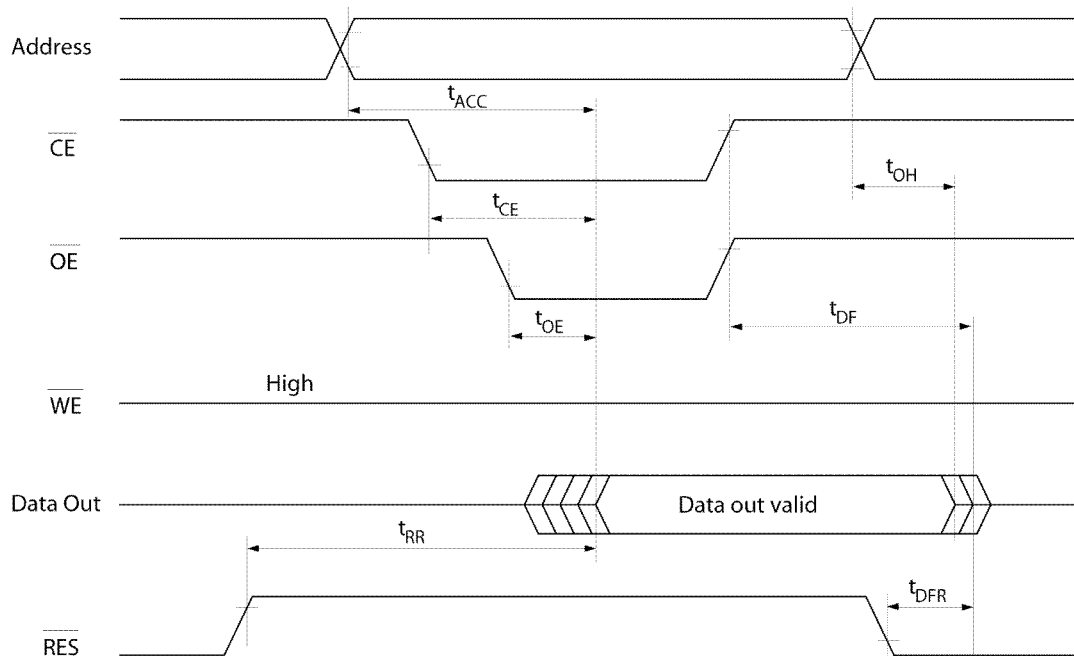 Address
tACC
CE
tOH
tCE
OE
tDF
tOE
High
WE
Data Out
Data out valid
tRR
tDFR
RES